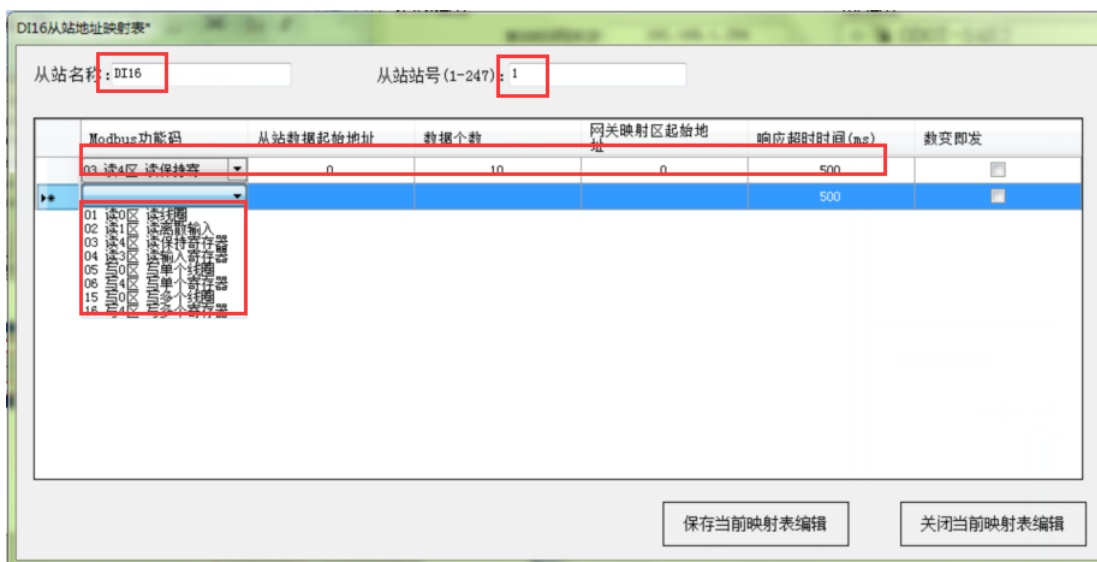 DI16从站地址映射表*
从站名称:DI16 从站站号(1-247):1
Modbus功能码 从站数据起始地址 数据个数 网关映射区起始地址 响应超时时间(ms) 数变即发
03 读4区 读保持寄 0 10 0 500
500
01 读0区 读线圈
02 读1区 读离散输入
03 读4区 读保持寄存器
04 读3区 读输入寄存器
05 写0区 写单个线圈
06 写4区 写单个寄存器
15 写0区 写多个线圈
16 写4区 写多个寄存器
保存当前映射表编辑 关闭当前映射表编辑